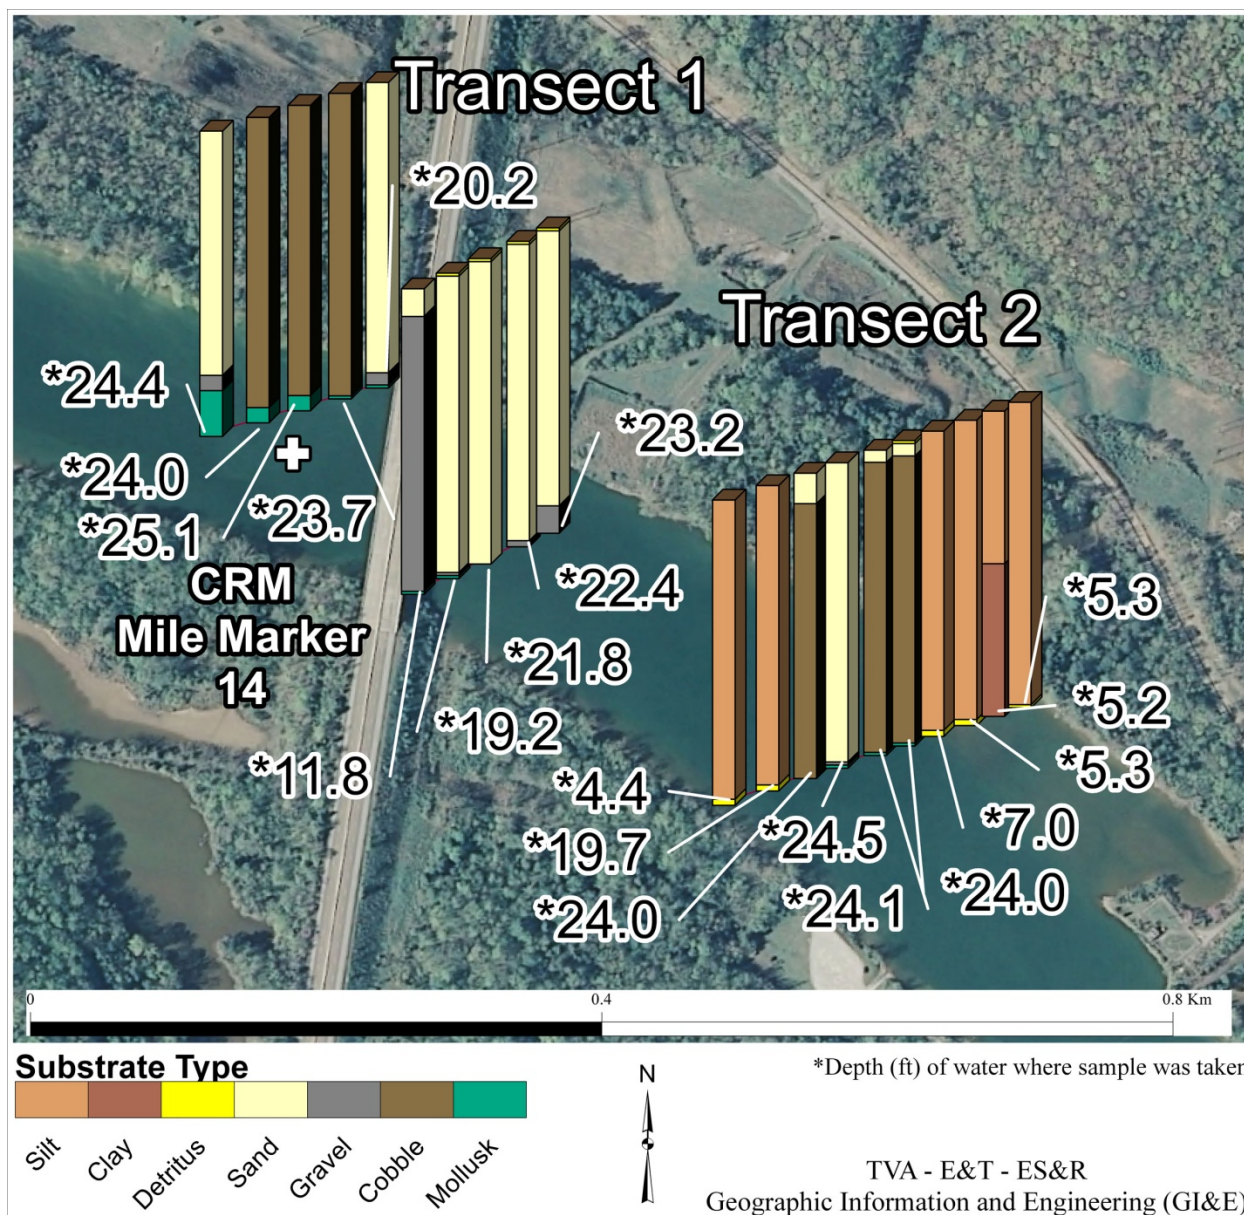 Transect 1
*20.2
*24.4
*24.0
*25.1
*23.7
CRM
Mile Marker
14
*11.8
*19.2
*21.8
*22.4
*23.2
Transect 2
*4.4
*19.7
*24.0
*24.5
*24.1
*24.0
*7.0
*5.3
*5.2
*5.3
0 0.4 0.8 Km
Substrate Type
Silt
Clay
Detritus
Sand
Gravel
Cobble
Mollusk
N
*Depth (ft) of water where sample was taken
TVA - E&T - ES&R
Geographic Information and Engineering (GI&E)